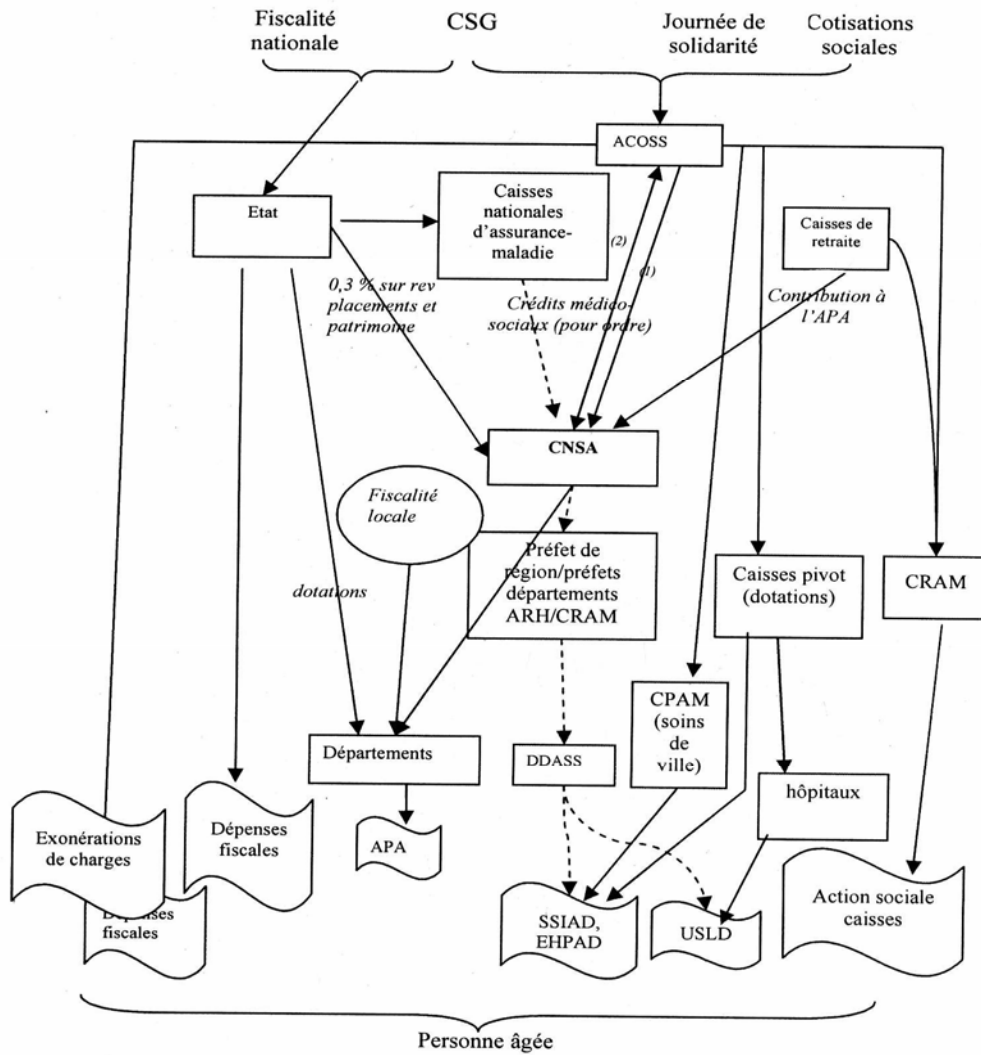 Fiscalité
nationale
CSG
Journée de
solidarité
Cotisations
sociales
ACOSS
Etat
Caisses
nationales
d'assurance-
maladie
Caisses de
retraite
(2)
(1)
0,3 % sur rev
placements et
patrimoine
Crédits médico-
sociaux (pour ordre)
Contribution à
l'APA
CNSA
Fiscalité
locale
dotations
Préfet de
région/préfets
départements
ARH/CRAM
Caisses pivot
(dotations)
CRAM
CPAM
(soins
de
ville)
Départements
DDASS
hôpitaux
Exonérations
de charges
Dépenses
fiscales
APA
Dépenses
fiscales
SSIAD,
EHPAD
USLD
Action sociale
caisses
Personne âgée